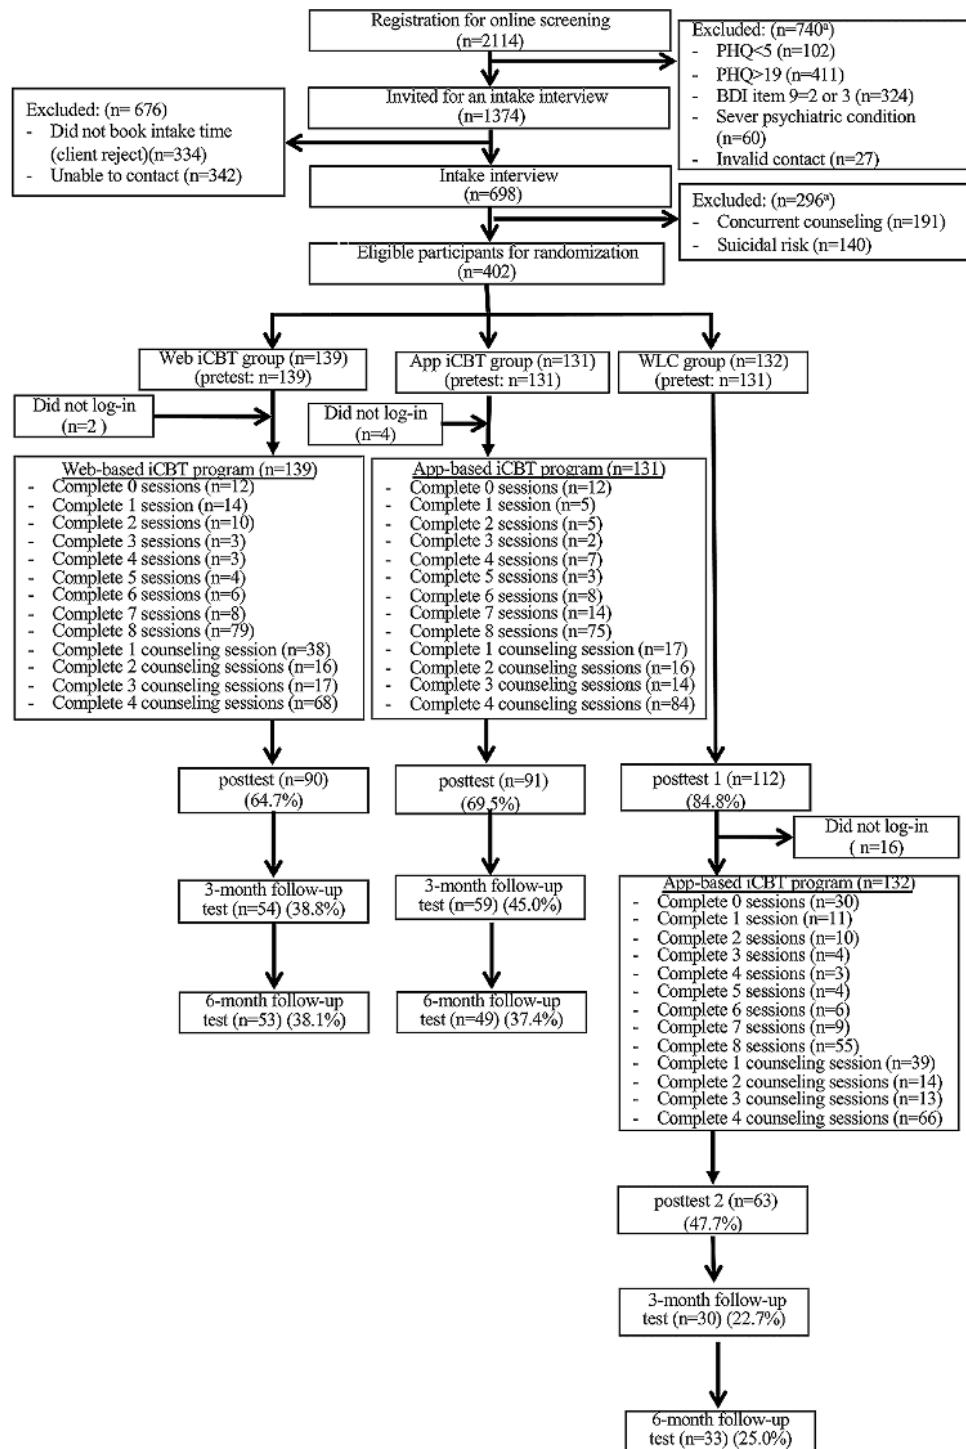 Registration for online screening
(n=2114)
Excluded: (n=740ᵃ)
- PHQ<5 (n=102)
- PHQ>19 (n=411)
- BDI item 9=2 or 3 (n=324)
- Sever psychiatric condition
(n=60)
- Invalid contact (n=27)
Invited for an intake interview
(n=1374)
Excluded: (n= 676)
- Did not book intake time
(client reject)(n=334)
- Unable to contact (n=342)
Intake interview
(n=698)
Excluded: (n=296ᵃ)
- Concurrent counseling (n=191)
- Suicidal risk (n=140)
Eligible participants for randomization
(n=402)
Web iCBT group (n=139)
(pretest: n=139)
App iCBT group (n=131)
(pretest: n=131)
WLC group (n=132)
(pretest: n=131)
Did not log-in
(n=2 )
Did not log-in
(n=4)
Web-based iCBT program (n=139)
- Complete 0 sessions (n=12)
- Complete 1 session (n=14)
- Complete 2 sessions (n=10)
- Complete 3 sessions (n=3)
- Complete 4 sessions (n=3)
- Complete 5 sessions (n=4)
- Complete 6 sessions (n=6)
- Complete 7 sessions (n=8)
- Complete 8 sessions (n=79)
- Complete 1 counseling session (n=38)
- Complete 2 counseling sessions (n=16)
- Complete 3 counseling sessions (n=17)
- Complete 4 counseling sessions (n=68)
App-based iCBT program (n=131)
- Complete 0 sessions (n=12)
- Complete 1 session (n=5)
- Complete 2 sessions (n=5)
- Complete 3 sessions (n=2)
- Complete 4 sessions (n=7)
- Complete 5 sessions (n=3)
- Complete 6 sessions (n=8)
- Complete 7 sessions (n=14)
- Complete 8 sessions (n=75)
- Complete 1 counseling session (n=17)
- Complete 2 counseling sessions (n=16)
- Complete 3 counseling sessions (n=14)
- Complete 4 counseling sessions (n=84)
posttest (n=90)
(64.7%)
posttest (n=91)
(69.5%)
posttest 1 (n=112)
(84.8%)
Did not log-in
( n=16)
3-month follow-up
test (n=54) (38.8%)
3-month follow-up
test (n=59) (45.0%)
App-based iCBT program (n=132)
- Complete 0 sessions (n=30)
- Complete 1 session (n=11)
- Complete 2 sessions (n=10)
- Complete 3 sessions (n=4)
- Complete 4 sessions (n=3)
- Complete 5 sessions (n=4)
- Complete 6 sessions (n=6)
- Complete 7 sessions (n=9)
- Complete 8 sessions (n=55)
- Complete 1 counseling session (n=39)
- Complete 2 counseling sessions (n=14)
- Complete 3 counseling sessions (n=13)
- Complete 4 counseling sessions (n=66)
6-month follow-up
test (n=53) (38.1%)
6-month follow-up
test (n=49) (37.4%)
posttest 2 (n=63)
(47.7%)
3-month follow-up
test (n=30) (22.7%)
6-month follow-up
test (n=33) (25.0%)